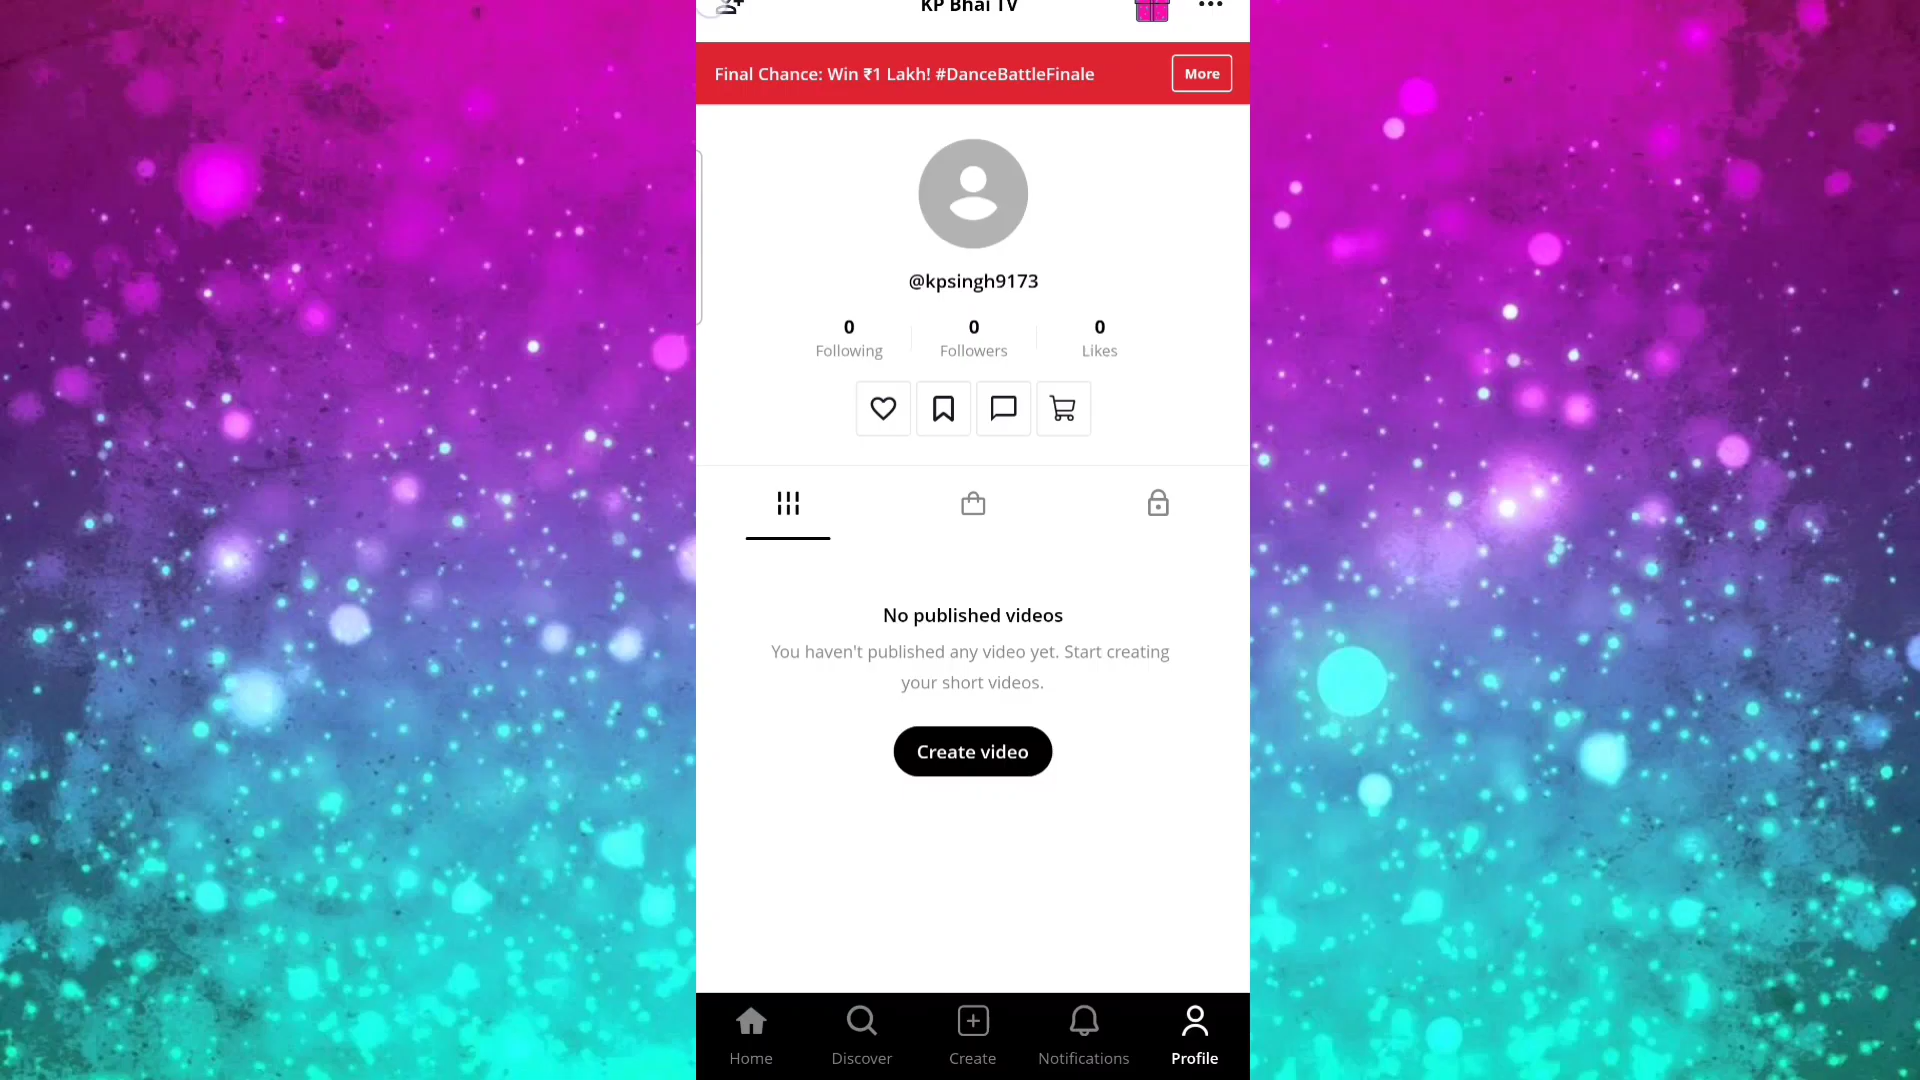 KP Bhai TV
Final Chance: Win ₹1 Lakh! #DanceBattleFinale
More
@kpsingh9173
0 0 0
Following Followers Likes
No published videos
You haven't published any video yet. Start creating
your short videos.
Create video
Home Discover Create Notifications Profile